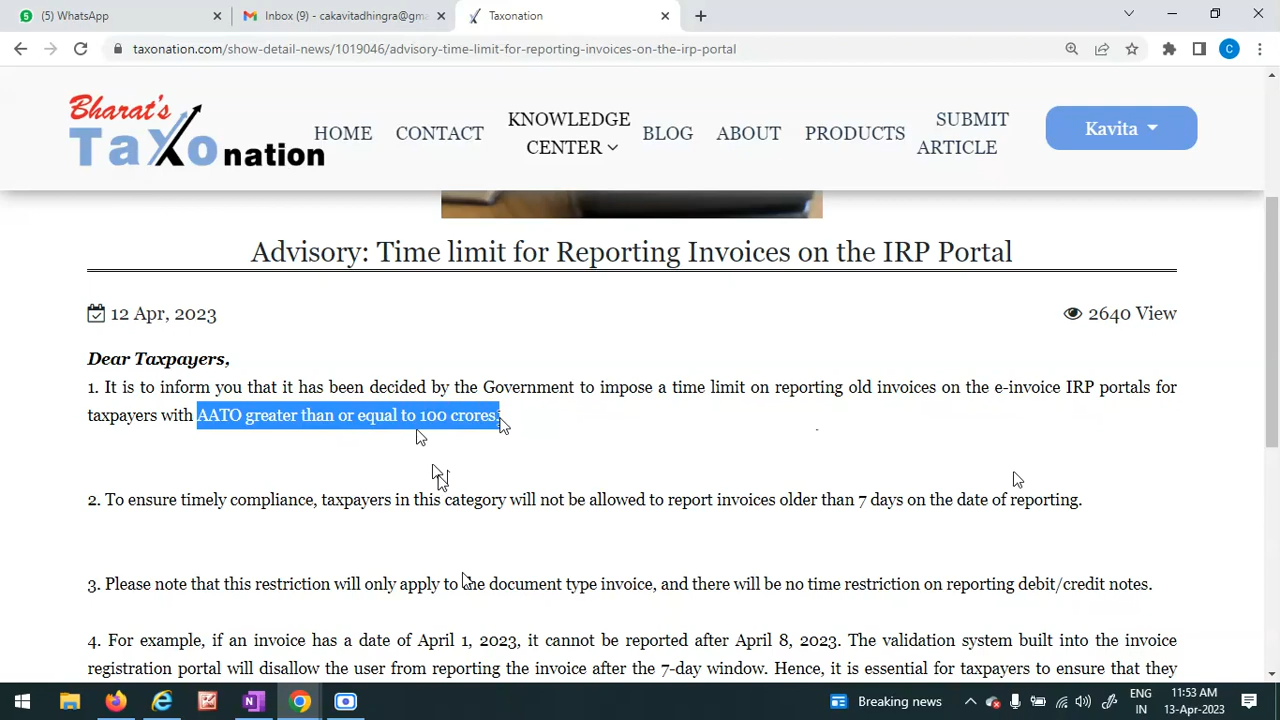 (5) WhatsApp
Inbox (9) - cakavitadhingra@gm
Taxonation
taxonation.com/show-detail-news/1019046/advisory-time-limit-for-reporting-invoices-on-the-irp-portal
C
Bharat's
Taxonation
HOME
CONTACT
KNOWLEDGE
CENTER
BLOG
ABOUT
PRODUCTS
SUBMIT
ARTICLE
Kavita
Advisory: Time limit for Reporting Invoices on the IRP Portal
12 Apr, 2023
2640 View
Dear Taxpayers,
1. It is to inform you that it has been decided by the Government to impose a time limit on reporting old invoices on the e-invoice IRP portals for
taxpayers with AATO greater than or equal to 100 crores.
2. To ensure timely compliance, taxpayers in this category will not be allowed to report invoices older than 7 days on the date of reporting.
3. Please note that this restriction will only apply to the document type invoice, and there will be no time restriction on reporting debit/credit notes.
4. For example, if an invoice has a date of April 1, 2023, it cannot be reported after April 8, 2023. The validation system built into the invoice
registration portal will disallow the user from reporting the invoice after the 7-day window. Hence, it is essential for taxpayers to ensure that they
Breaking news
ENG
IN
11:53 AM
13-Apr-2023